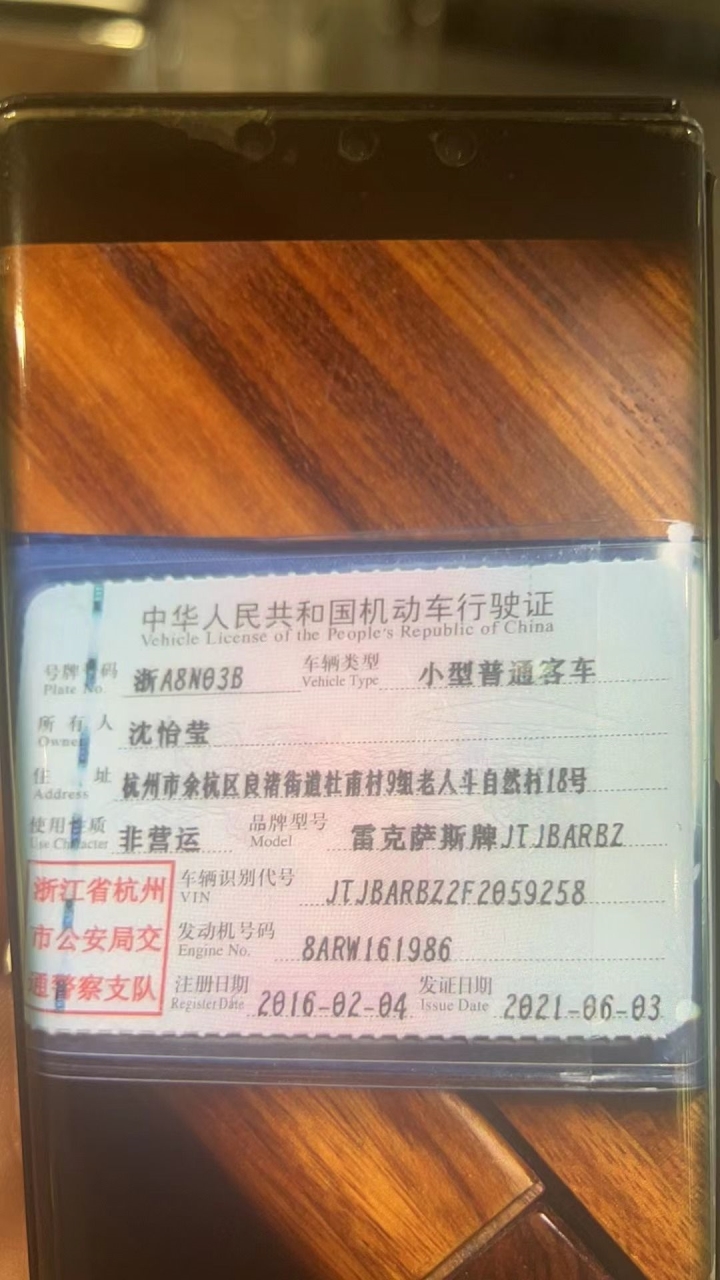 中华人民共和国机动车行驶证
Vehicle License of the People's Republic of China
号牌号码 浙A8N03B 车辆类型 小型普通客车
Plate No. Vehicle Type
所有人 沈怡莹
Owner
住址 杭州市余杭区良渚街道杜甫村9组老人斗自然村18号
Address
使用性质 非营运 品牌型号 雷克萨斯牌JTJBARBZ
Use Character Model
浙江省杭州
市公安局交
通警察支队
车辆识别代号 JTJBARBZ2F2059258
VIN
发动机号码 8ARW161986
Engine No.
注册日期 2016-02-04 发证日期 2021-06-03
Register Date Issue Date